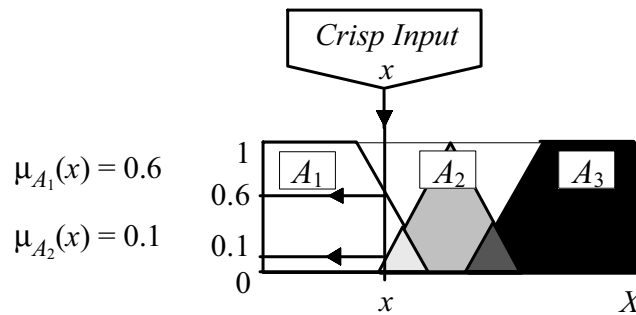 Crisp Input
x
μA1(x) = 0.6
μA2(x) = 0.1
1
0.6
0.1
0
A1
A2
A3
x
X